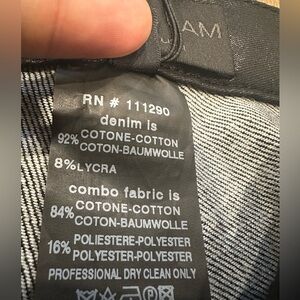 AM
RN # 111290
denim is
92% COTONE-COTTON
COTON-BAUMWOLLE
8% LYCRA
combo fabric is
84% COTONE-COTTON
COTON-BAUMWOLLE
16% POLIESTERE-POLYESTER
POLYESTER-POLYESTER
PROFESSIONAL DRY CLEAN ONLY